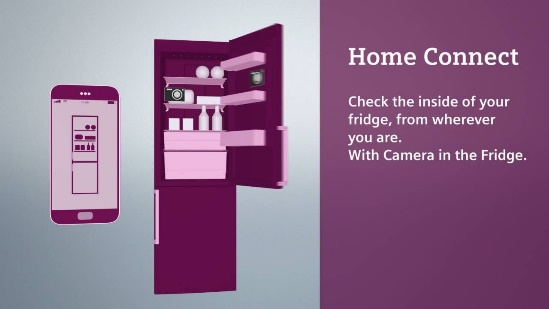 Home Connect
Check the inside of your
fridge, from wherever
you are.
With Camera in the Fridge.